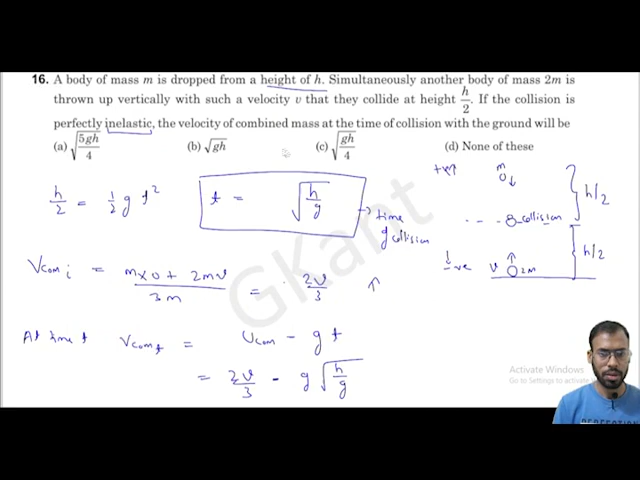 16. A body of mass m is dropped from a height of h. Simultaneously another body of mass 2m is
thrown up vertically with such a velocity v that they collide at height h/2. If the collision is
perfectly inelastic, the velocity of combined mass at the time of collision with the ground will be
(a) √(5gh/4) (b) √gh (c) √(gh/4) (d) None of these
+ve↑ m ↓ h/2
h/2 = 1/2 g t² t = √(h/g) → time of collision
collision
↓-ve v ↑ 2m h/2
Vcom i = (m×0 + 2mv)/3m = 2v/3 ↑
At time t Vcom t = Ucom - gt
= 2v/3 - g√(h/g)
GKant
Activate Windows
Go to Settings to activate